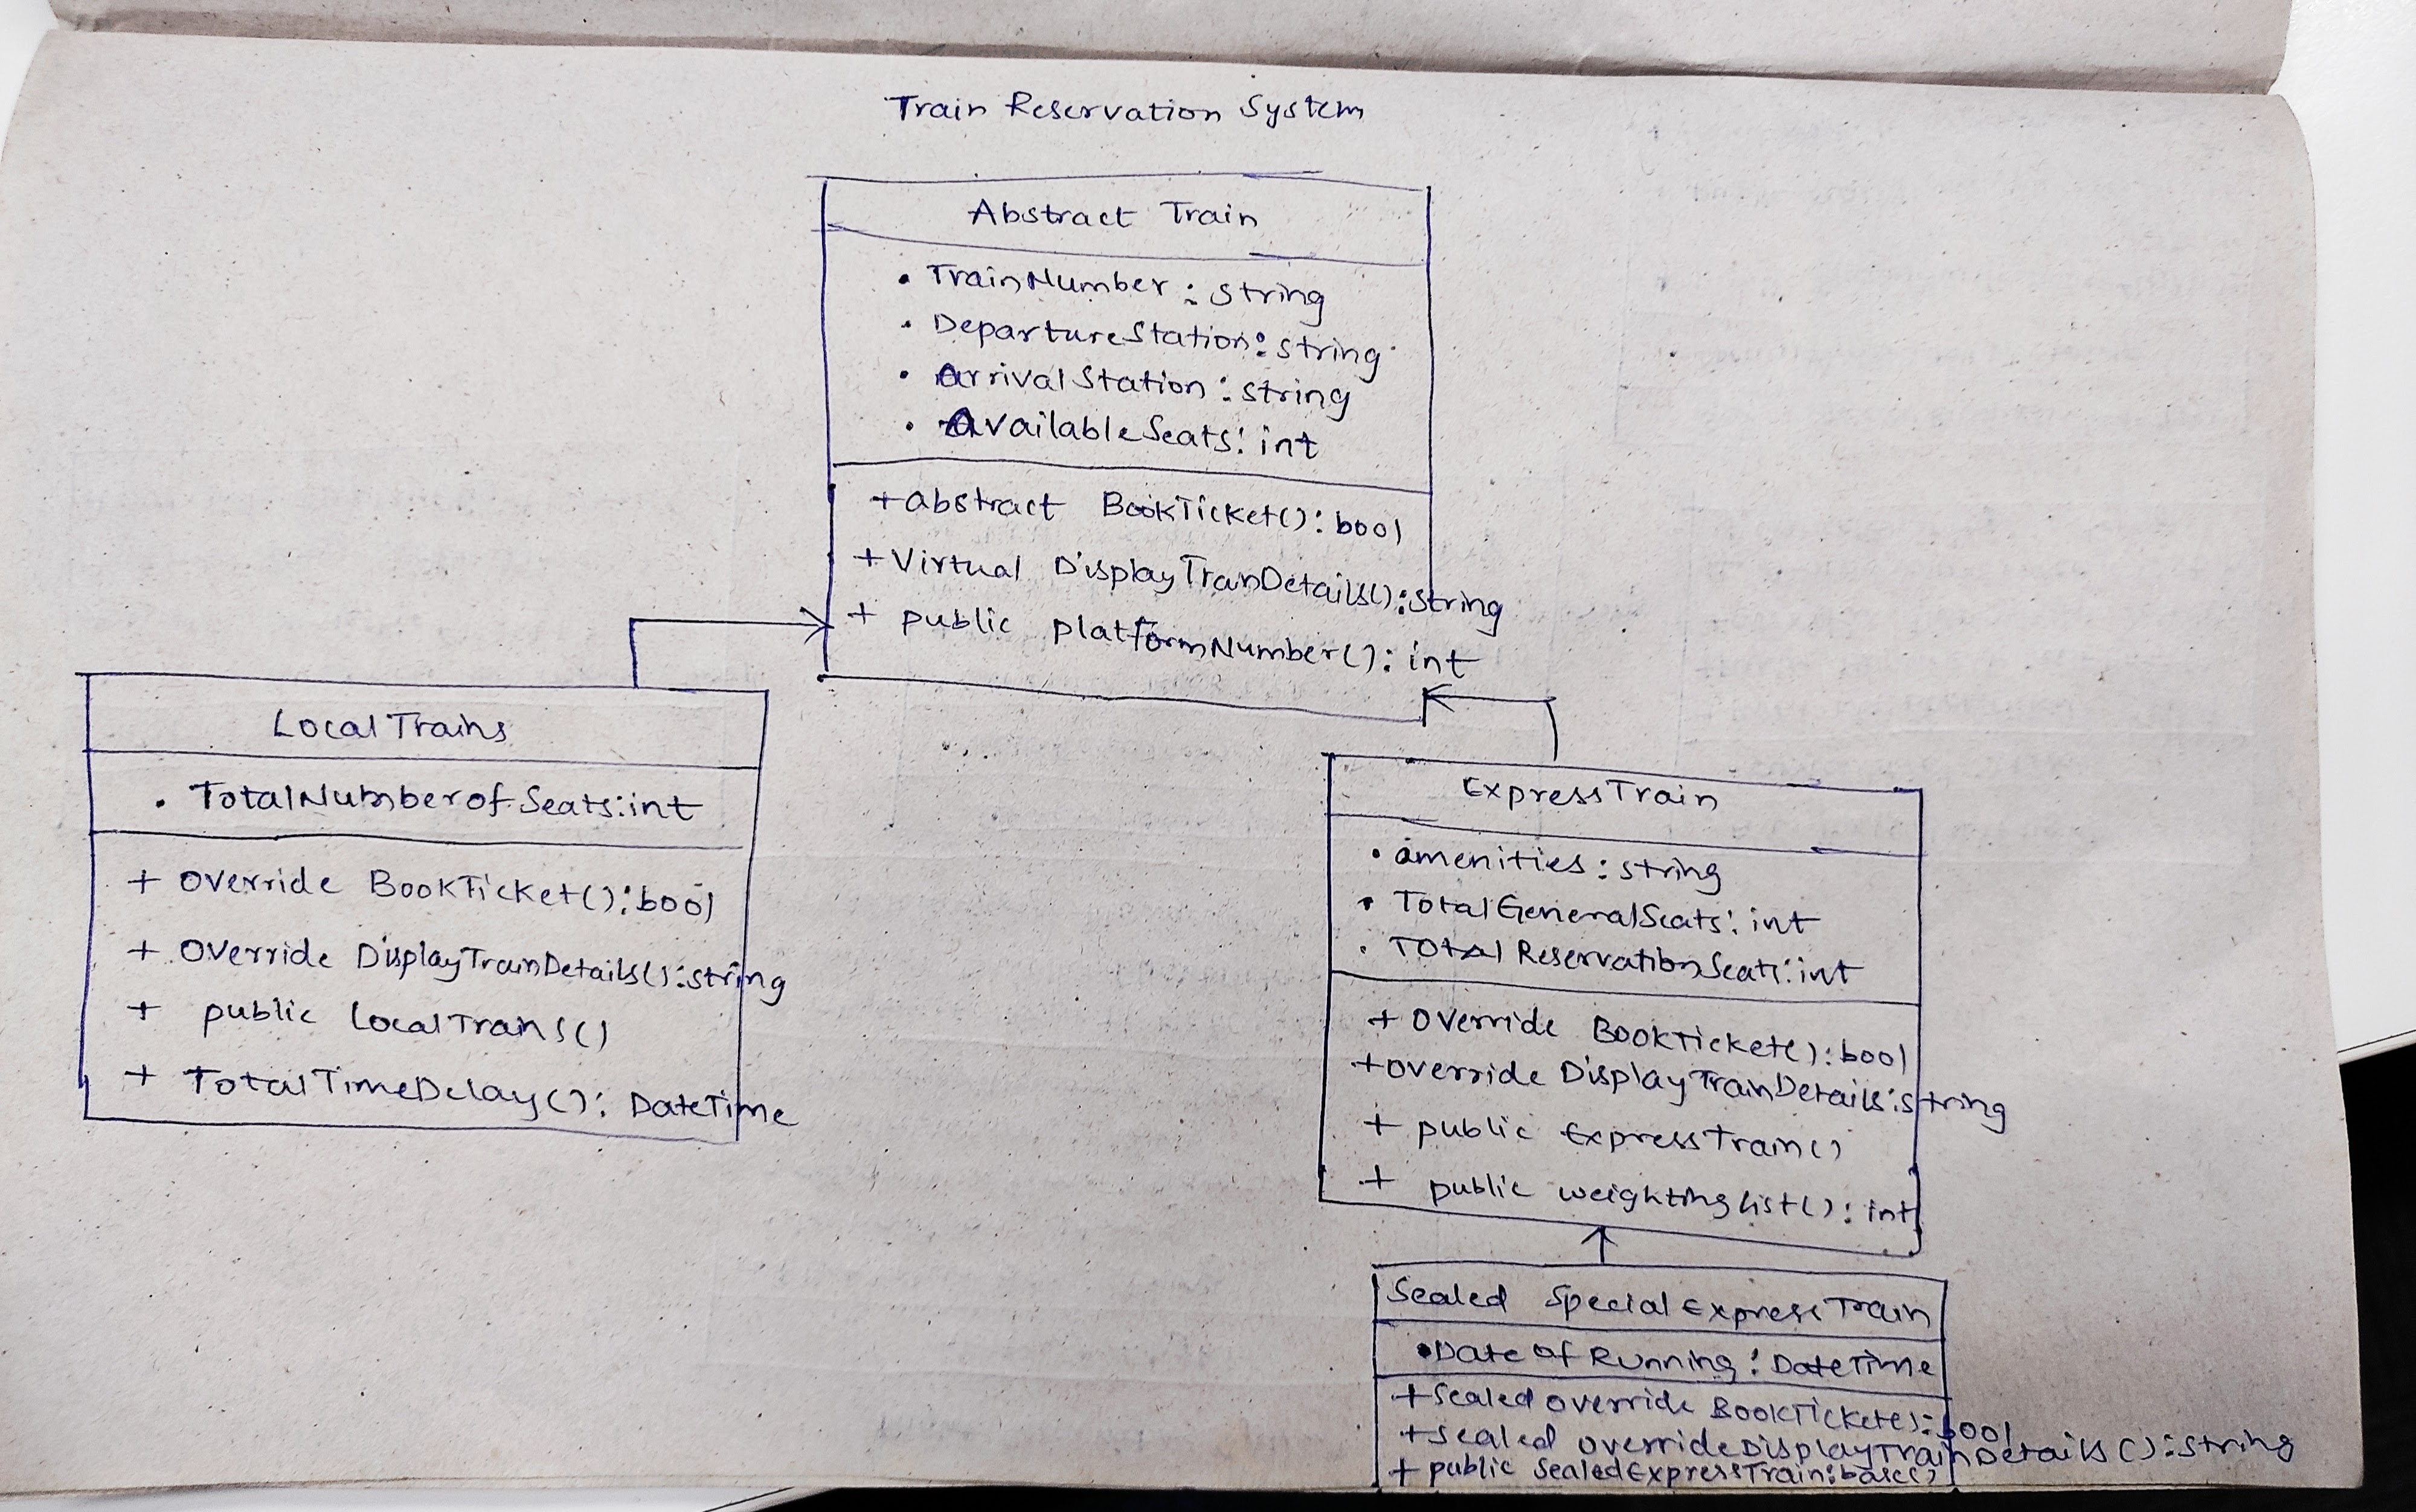 Train Reservation System
Abstract Train
• TrainNumber : string
• DepartureStation : string
• ArrivalStation : string
• AvailableSeats : int
+ abstract BookTicket() : bool
+ Virtual DisplayTrainDetails() : string
+ public platformNumber() : int
LocalTrains
• TotalNumberofSeats : int
+ override BookTicket() : bool
+ Override DisplayTrainDetails() : string
+ public LocalTrains()
+ TotalTimeDelay() : DateTime
ExpressTrain
• amenities : string
• TotalGeneralSeats : int
• TOtal ReservationSeats : int
+ Override BookTicket() : bool
+ override DisplayTrainDetails : string
+ public ExpressTrain()
+ public weightinglist() : int
Sealed SpecialExpressTrain
• Date of Running : DateTime
+ Sealed override BookTicket() : bool
+ sealed override DisplayTrainDetails () : string
+ public SealedExpressTrain : base()